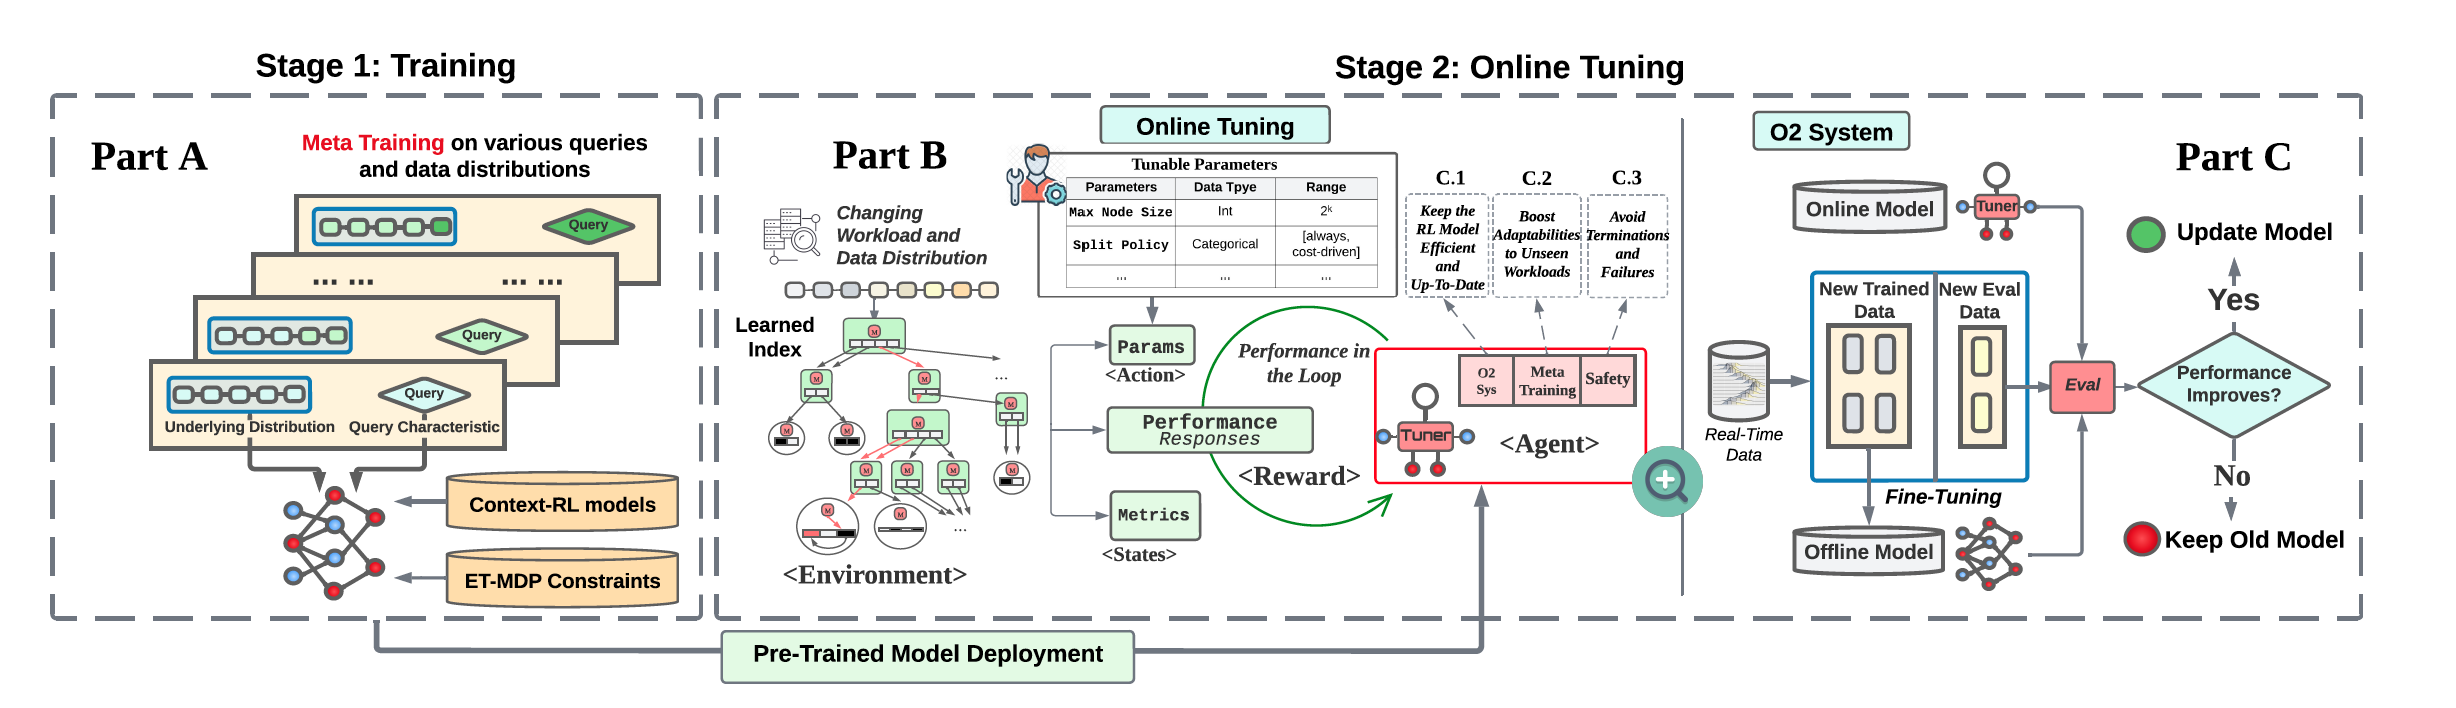 Stage 1: Training
Part A
Meta Training on various queries
and data distributions
Query
... ...
... ...
Query
Query
Underlying Distribution
Query Characteristic
Context-RL models
ET-MDP Constraints
Pre-Trained Model Deployment
Stage 2: Online Tuning
Part B
Online Tuning
Tunable Parameters
Parameters
Data Tpye
Range
Max Node Size
Int
2ᵏ
Split Policy
Categorical
[always,
cost-driven]
...
...
...
Changing
Workload and
Data Distribution
Learned
Index
M
M
M
...
M
M
M
M
M
M
M
M
M
M
...
<Environment>
Params
<Action>
Performance
Responses
<Reward>
Metrics
<States>
Performance in
the Loop
C.1
Keep the
RL Model
Efficient
and
Up-To-Date
C.2
Boost
Adaptabilities
to Unseen
Workloads
C.3
Avoid
Terminations
and
Failures
O2
Sys
Meta
Training
Safety
Tuner
<Agent>
O2 System
Part C
Online Model
Tuner
New Trained
Data
New Eval
Data
Real-Time
Data
Fine-Tuning
Offline Model
Eval
Performance
Improves?
Yes
Update Model
No
Keep Old Model